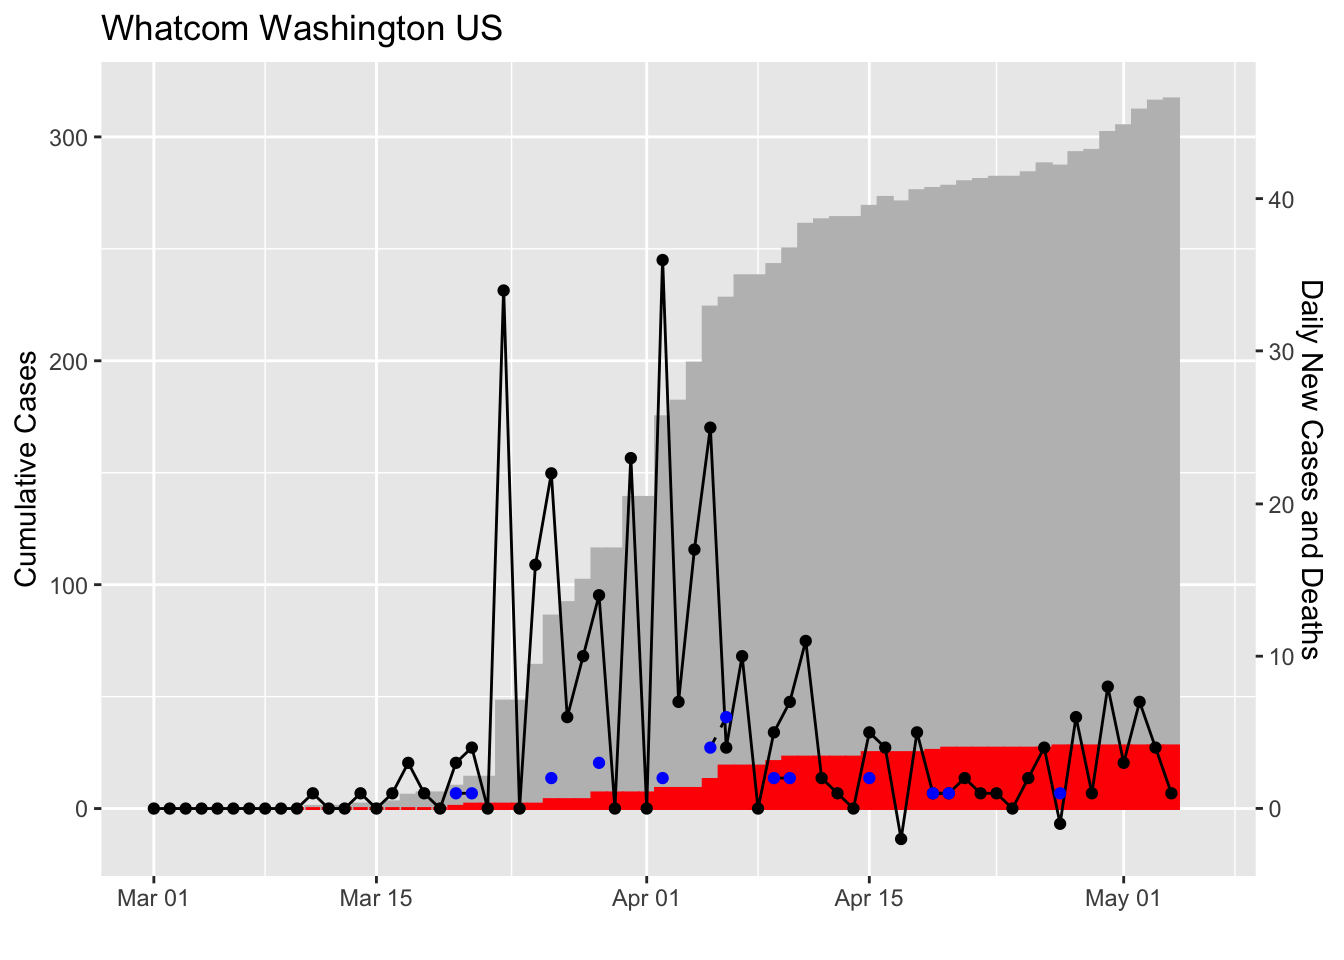 Whatcom Washington US
Cumulative Cases
300
200
100
0
40
30
20
10
0
Daily New Cases and Deaths
Mar 01
Mar 15
Apr 01
Apr 15
May 01